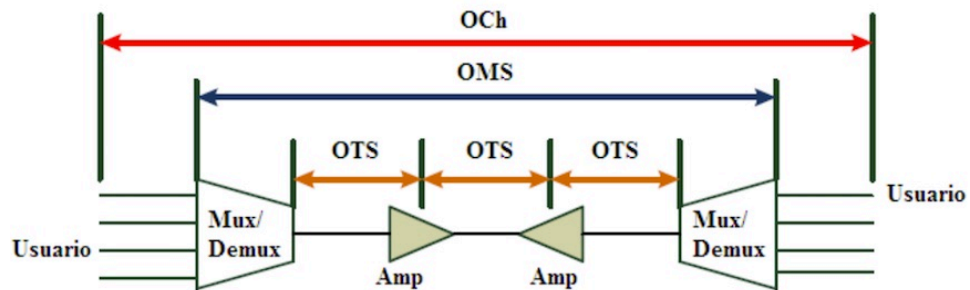 OCh
OMS
OTS
OTS
OTS
Usuario
Mux/
Demux
Mux/
Demux
Usuario
Amp
Amp